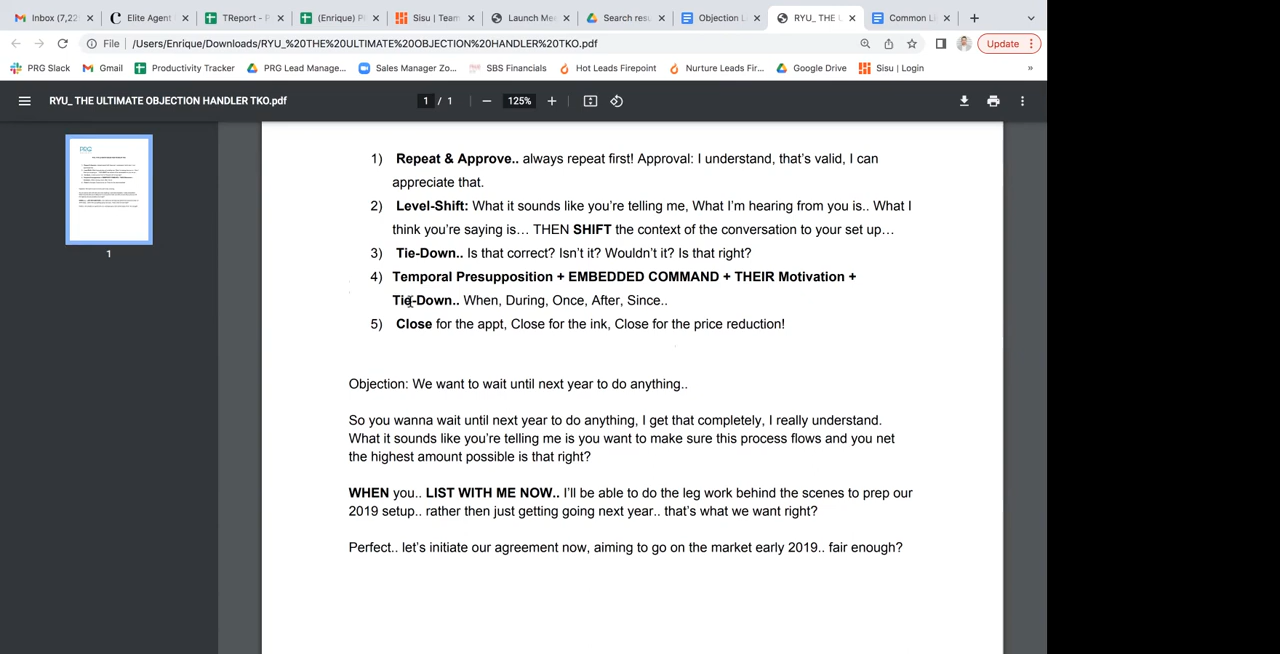 Inbox (7,22
Elite Agent
TReport - P
(Enrique) P
Sisu | Team
Launch Me
Search resu
Objection L
RYU_ THE U
Common Li
File
/Users/Enrique/Downloads/RYU_%20THE%20ULTIMATE%20OBJECTION%20HANDLER%20TKO.pdf
Update
PRG Slack
Gmail
Productivity Tracker
PRG Lead Manage...
Sales Manager Zo...
SBS Financials
Hot Leads Firepoint
Nurture Leads Fir...
Google Drive
Sisu | Login
»
RYU_ THE ULTIMATE OBJECTION HANDLER TKO.pdf
1 / 1
125%
PRG
1
1) Repeat & Approve.. always repeat first! Approval: I understand, that's valid, I can
appreciate that.
2) Level-Shift: What it sounds like you're telling me, What I'm hearing from you is.. What I
think you're saying is… THEN SHIFT the context of the conversation to your set up…
3) Tie-Down.. Is that correct? Isn't it? Wouldn't it? Is that right?
4) Temporal Presupposition + EMBEDDED COMMAND + THEIR Motivation +
Tie-Down.. When, During, Once, After, Since..
5) Close for the appt, Close for the ink, Close for the price reduction!
Objection: We want to wait until next year to do anything..
So you wanna wait until next year to do anything, I get that completely, I really understand.
What it sounds like you're telling me is you want to make sure this process flows and you net
the highest amount possible is that right?
WHEN you.. LIST WITH ME NOW.. I'll be able to do the leg work behind the scenes to prep our
2019 setup.. rather then just getting going next year.. that's what we want right?
Perfect.. let's initiate our agreement now, aiming to go on the market early 2019.. fair enough?